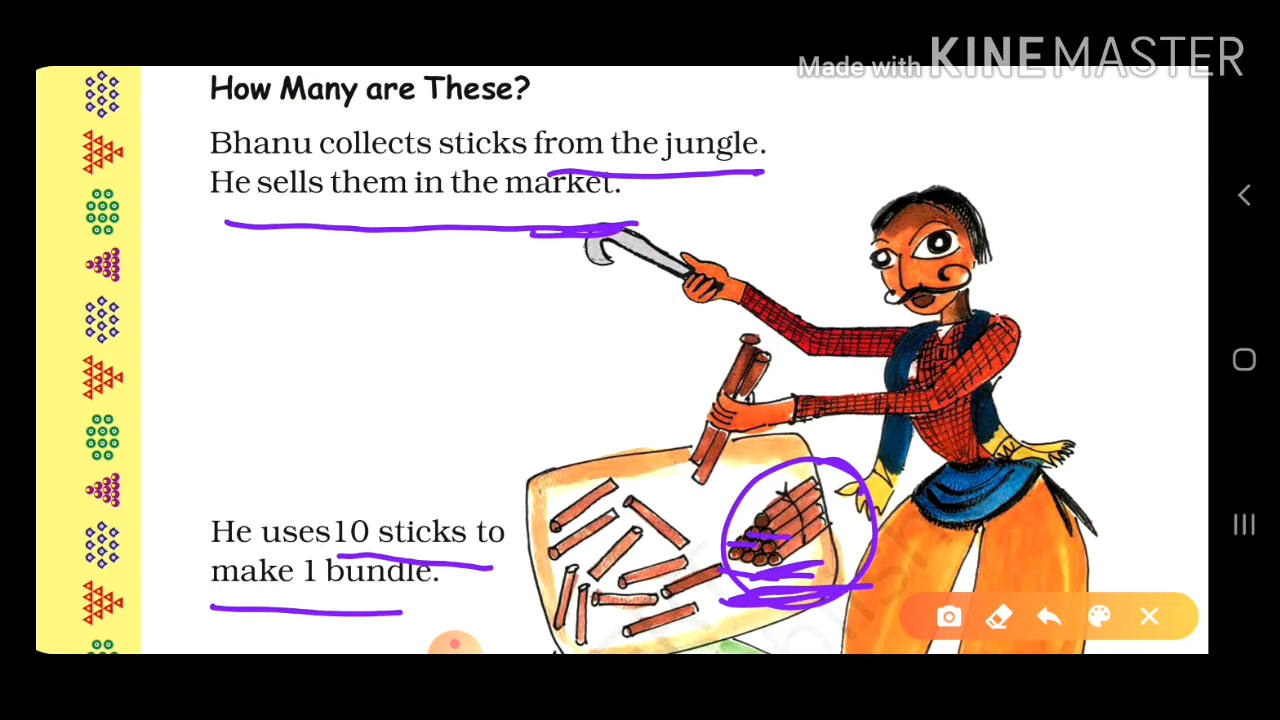 Made with KINEMASTER
How Many are These?
Bhanu collects sticks from the jungle.
He sells them in the market.
He uses 10 sticks to
make 1 bundle.